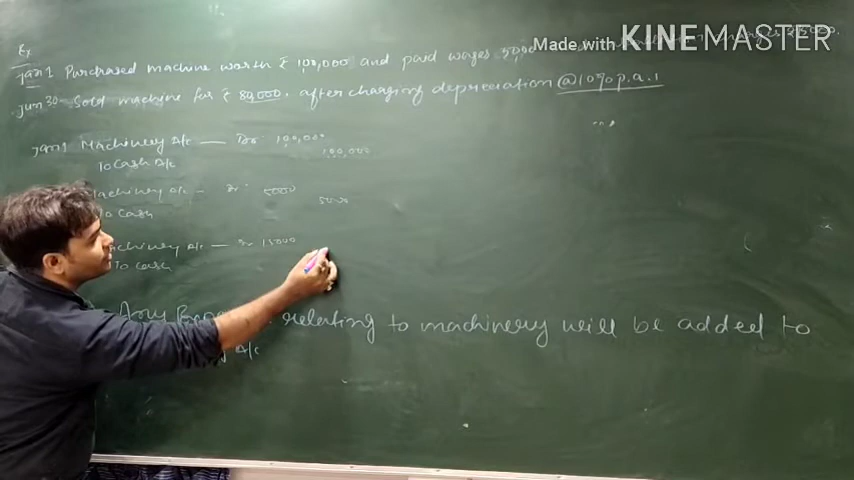 Ex
Jan 1 Purchased machine worth ₹ 1,00,000 and paid wages 5000
Made with KINEMASTER
Jun 30 Sold machine for ₹ 80,000. after charging depreciation @10% p.a.
Jan 1 Machinery A/c — Dr. 1,00,000
To Cash A/c 1,00,000
Machinery A/c — Dr. 5000
To Cash 5000
Machinery A/c — Dr 15000
To Cash
Any relating to machinery will be added to
A/c